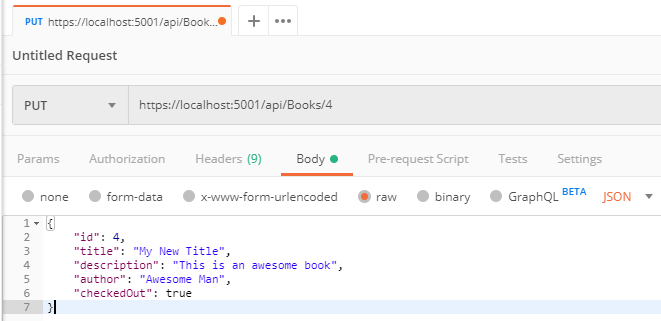 PUT https://localhost:5001/api/Book...
Untitled Request
PUT https://localhost:5001/api/Books/4
Params Authorization Headers (9) Body Pre-request Script Tests Settings
none form-data x-www-form-urlencoded raw binary GraphQL BETA JSON
1 {
2 "id": 4,
3 "title": "My New Title",
4 "description": "This is an awesome book",
5 "author": "Awesome Man",
6 "checkedOut": true
7 }